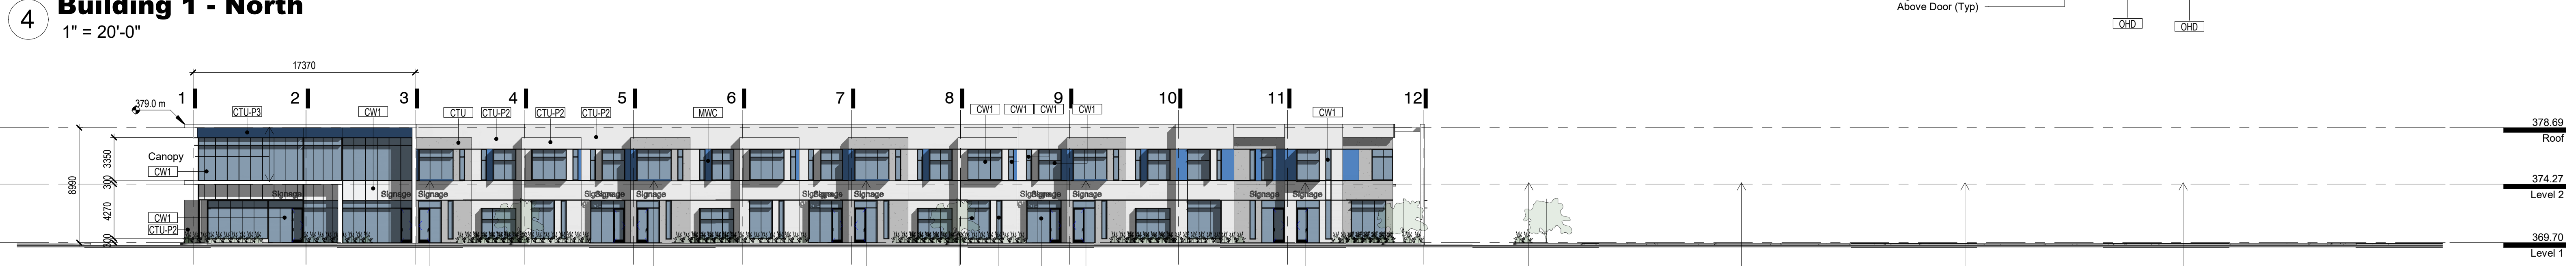 4
Building 1 - North
1" = 20'-0"
Above Door (Typ)
OHD
OHD
17370
1
2
3
4
5
6
7
8
9
10
11
12
379.0 m
CTU-P3
CW1
CTU
CTU-P2
CTU-P2
CTU-P2
MWC
CW1
CW1
CW1
CW1
CW1
378.69
Roof
Canopy
CW1
3350
8990
300
374.27
Level 2
Signage
Signage
Signage
Signage
Signage
Signage
Signage
Signage
Signage
Signage
Signage
Signage
Signage
Signage
4270
CW1
CTU-P2
300
369.70
Level 1